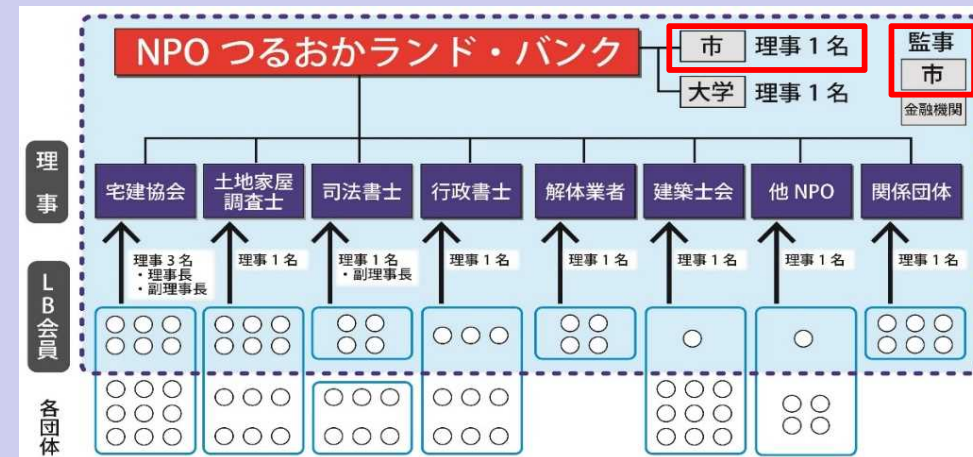 NPO つるおかランド・バンク
市 理事 1 名
大学 理事 1 名
監事
市
金融機関
理事
宅建協会
土地家屋
調査士
司法書士
行政書士
解体業者
建築士会
他 NPO
関係団体
理事 3 名
・理事長
・副理事長
理事 1 名
理事 1 名
・副理事長
理事 1 名
理事 1 名
理事 1 名
理事 1 名
理事 1 名
LB会員
各団体